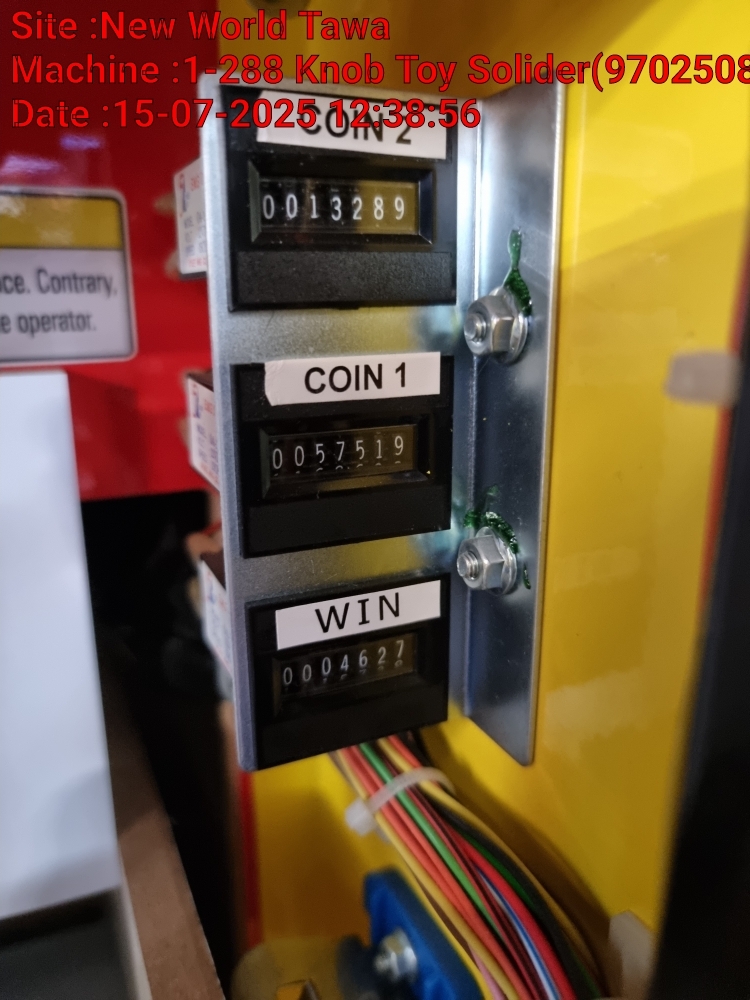 Site :New World Tawa
Machine :1-288 Knob Toy Solider(9702508
Date :15-07-2025 12:38:56
COIN 2
0013289
ce. Contrary,
e operator.
COIN 1
0057519
WIN
0004627